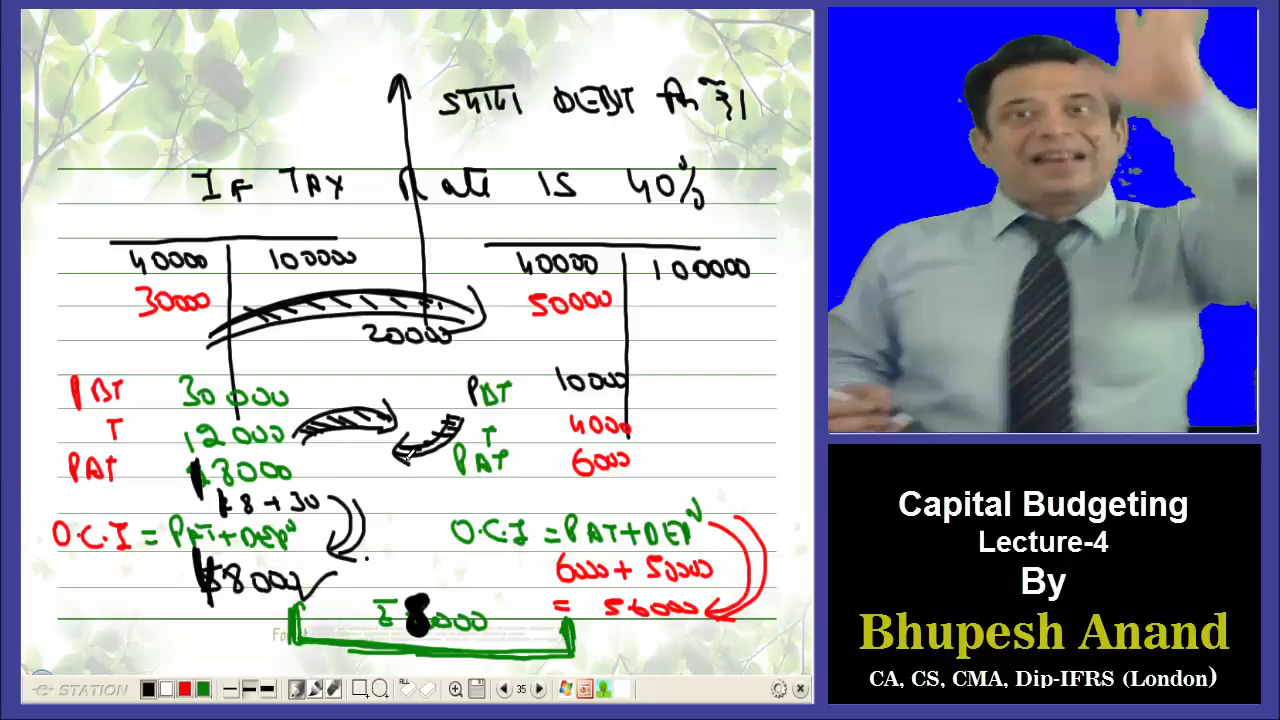 DEBT
IF TAX Rate IS 40%
40000 100000
30000
20000
40000 100000
50000
PBT 30000
T 12000
PAT 18000
18 + 30
O.C.I = PAT + DEPⁿ
48000
PBT 10000
T 4000
PAT 6000
O.C.I = PAT + DEPⁿ
6000 + 50000
= 56000
8000
STATION
35
Capital Budgeting
Lecture-4
By
Bhupesh Anand
CA, CS, CMA, Dip-IFRS (London)